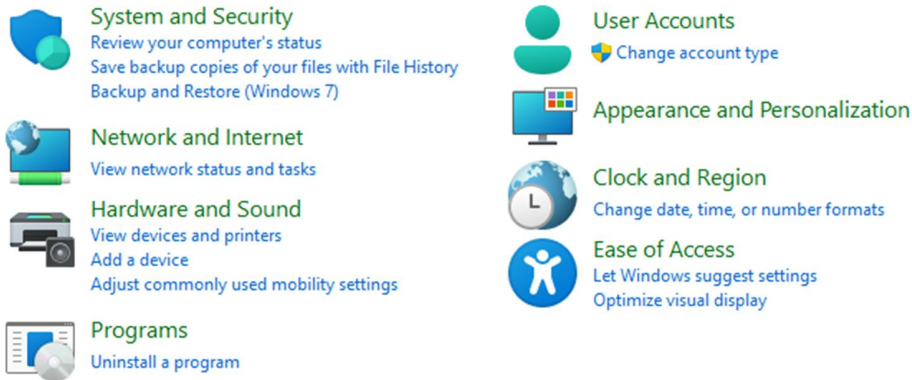 System and Security
Review your computer's status
Save backup copies of your files with File History
Backup and Restore (Windows 7)
Network and Internet
View network status and tasks
Hardware and Sound
View devices and printers
Add a device
Adjust commonly used mobility settings
Programs
Uninstall a program
User Accounts
Change account type
Appearance and Personalization
Clock and Region
Change date, time, or number formats
Ease of Access
Let Windows suggest settings
Optimize visual display